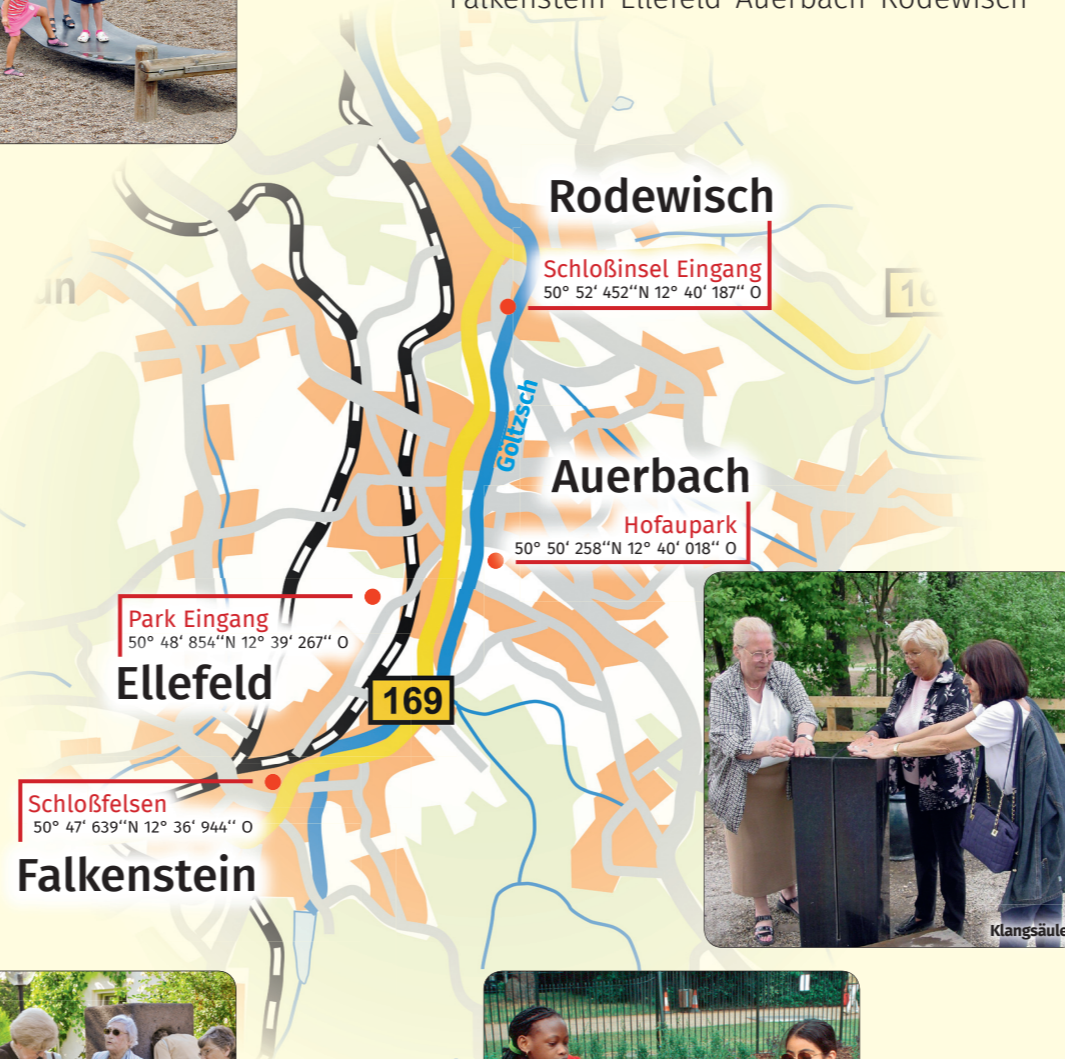 Falkenstein Ellefeld Auerbach Rodewisch
Rodewisch
Schloßinsel Eingang
50° 52‘ 452‘‘N 12° 40‘ 187‘‘ O
16
Göltzsch
Auerbach
Hofaupark
50° 50‘ 258‘‘N 12° 40‘ 018‘‘ O
Park Eingang
50° 48‘ 854‘‘N 12° 39‘ 267‘‘ O
Ellefeld
169
Schloßfelsen
50° 47‘ 639‘‘N 12° 36‘ 944‘‘ O
Falkenstein
Klangsäule